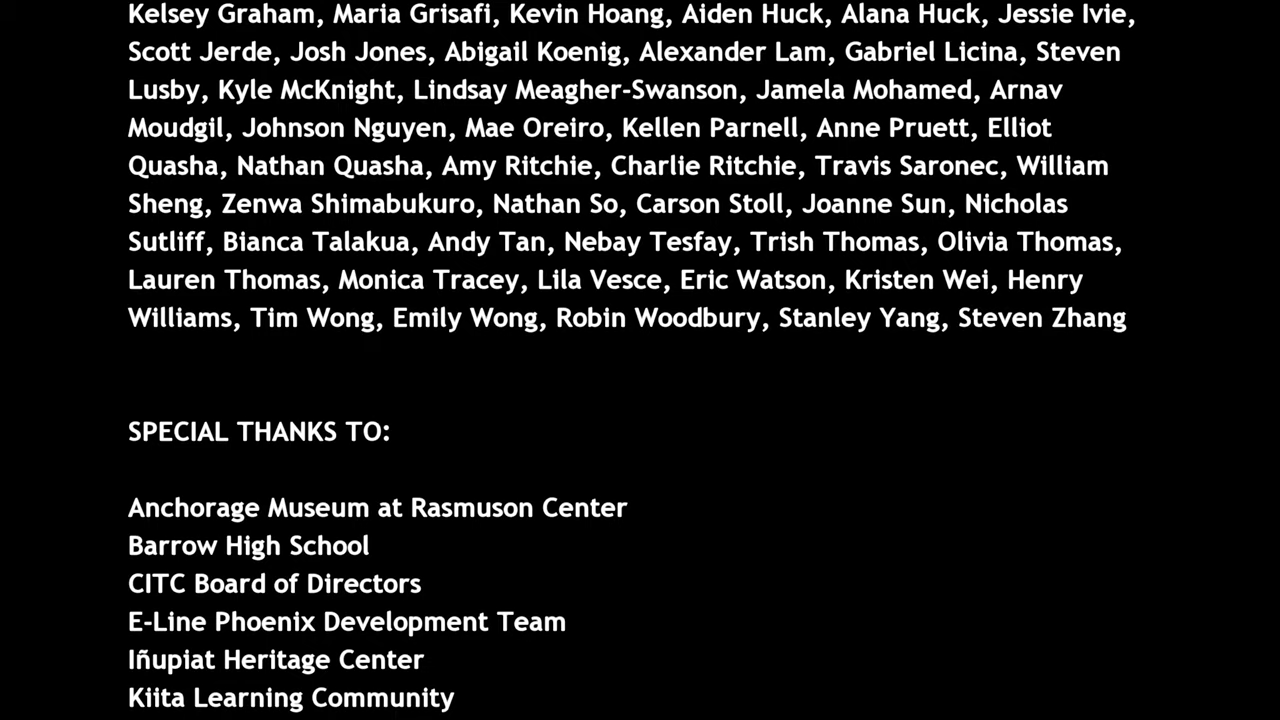 Kelsey Graham, Maria Grisafi, Kevin Hoang, Aiden Huck, Alana Huck, Jessie Ivie,
Scott Jerde, Josh Jones, Abigail Koenig, Alexander Lam, Gabriel Licina, Steven
Lusby, Kyle McKnight, Lindsay Meagher-Swanson, Jamela Mohamed, Arnav
Moudgil, Johnson Nguyen, Mae Oreiro, Kellen Parnell, Anne Pruett, Elliot
Quasha, Nathan Quasha, Amy Ritchie, Charlie Ritchie, Travis Saronec, William
Sheng, Zenwa Shimabukuro, Nathan So, Carson Stoll, Joanne Sun, Nicholas
Sutliff, Bianca Talakua, Andy Tan, Nebay Tesfay, Trish Thomas, Olivia Thomas,
Lauren Thomas, Monica Tracey, Lila Vesce, Eric Watson, Kristen Wei, Henry
Williams, Tim Wong, Emily Wong, Robin Woodbury, Stanley Yang, Steven Zhang
SPECIAL THANKS TO:
Anchorage Museum at Rasmuson Center
Barrow High School
CITC Board of Directors
E-Line Phoenix Development Team
Iñupiat Heritage Center
Kiita Learning Community